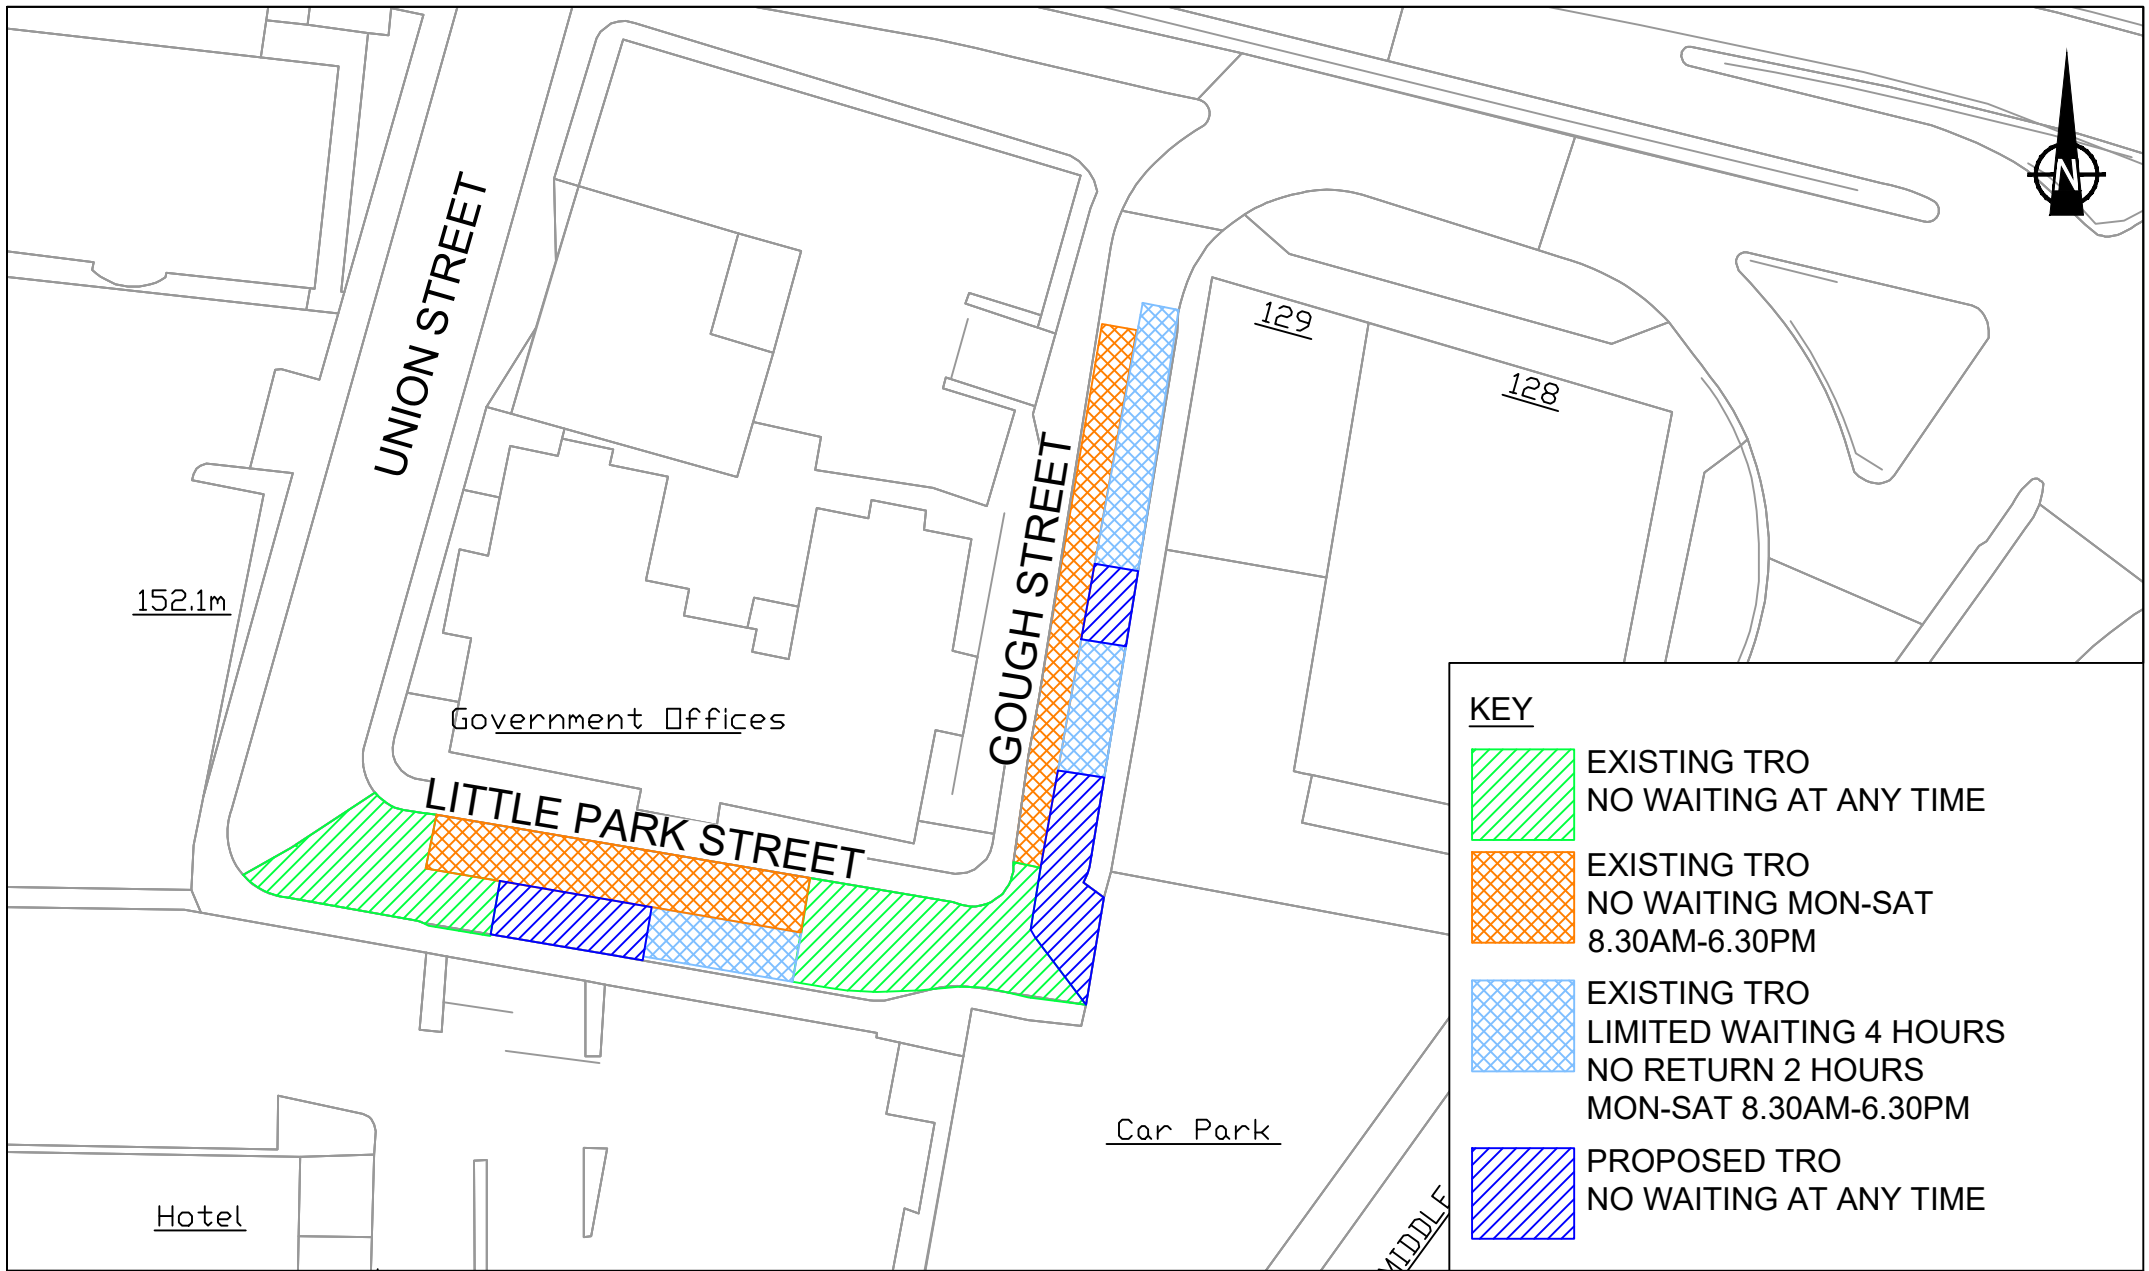 N
UNION STREET
129
128
GOUGH STREET
152.1m
Government Offices
LITTLE PARK STREET
Car Park
Hotel
MIDDLE
KEY
EXISTING TRO
NO WAITING AT ANY TIME
EXISTING TRO
NO WAITING MON-SAT
8.30AM-6.30PM
EXISTING TRO
LIMITED WAITING 4 HOURS
NO RETURN 2 HOURS
MON-SAT 8.30AM-6.30PM
PROPOSED TRO
NO WAITING AT ANY TIME